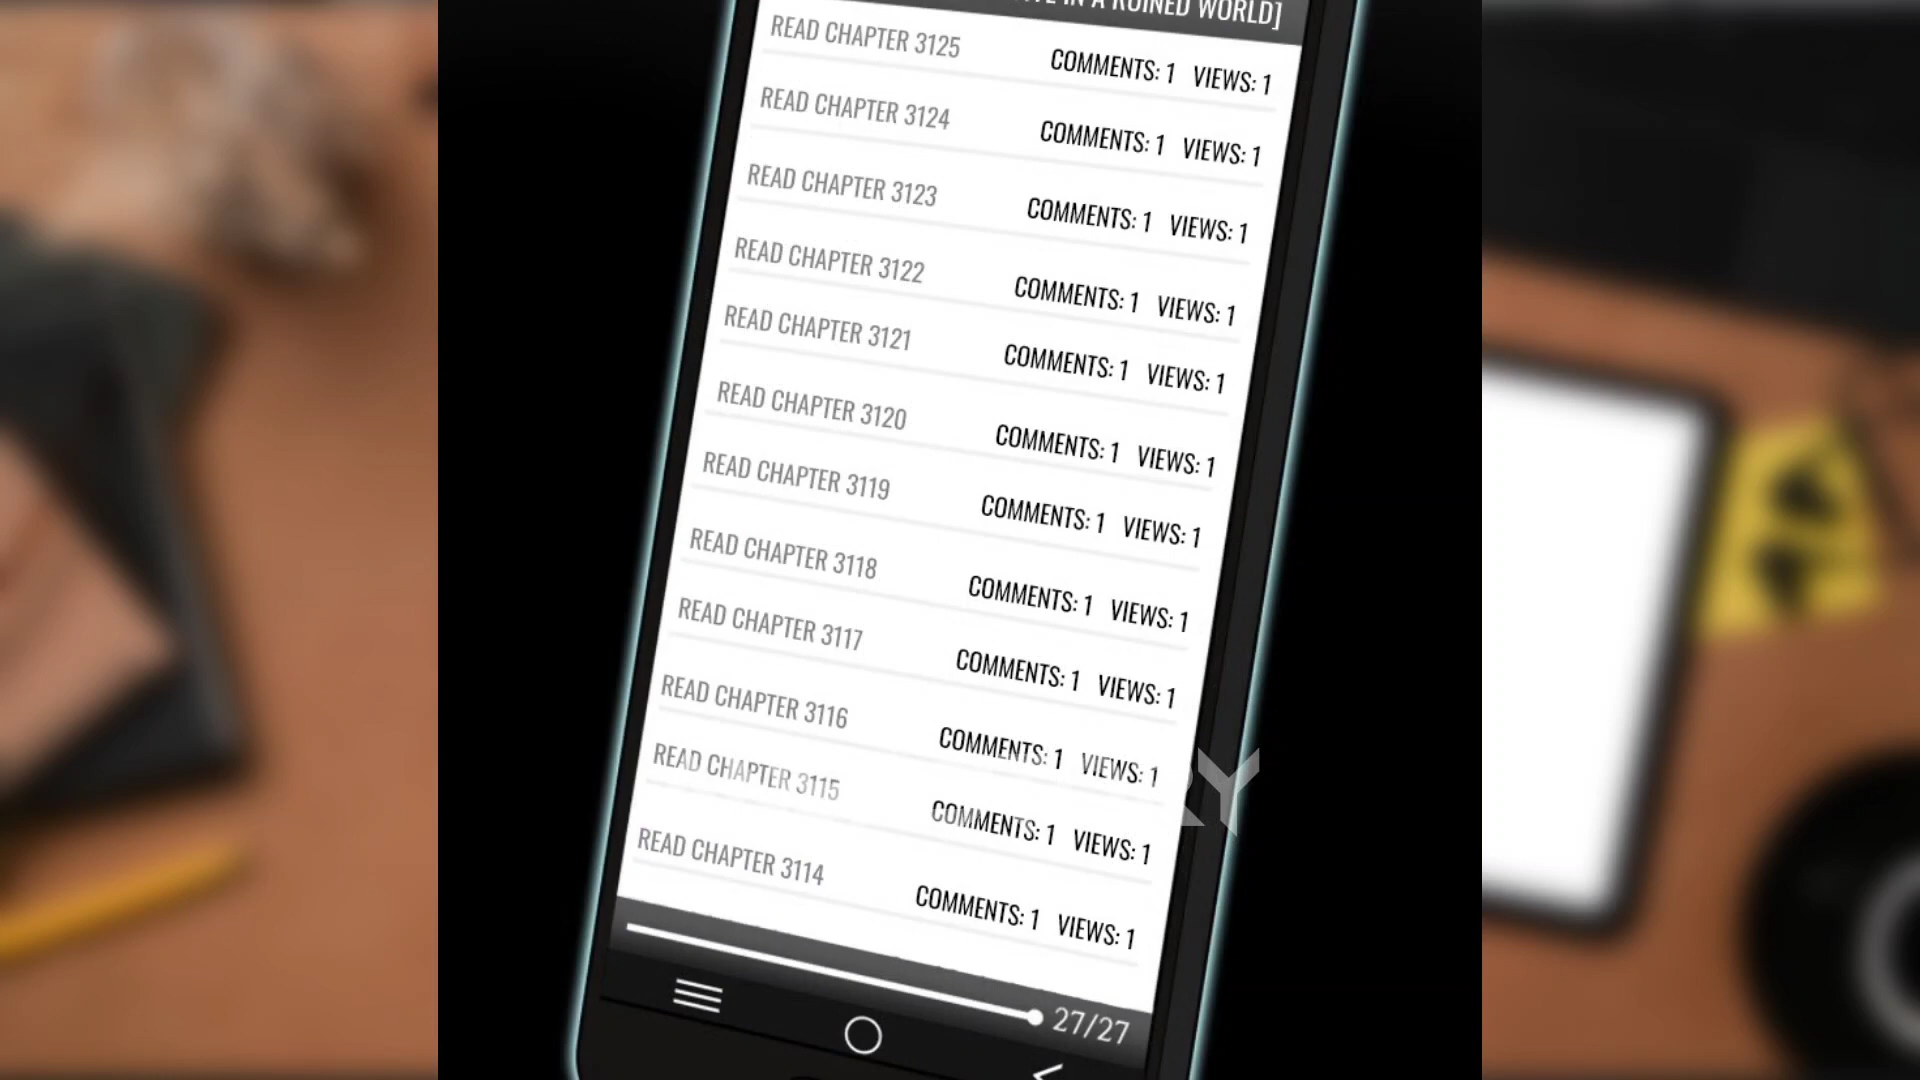 IN A RUINED WORLD]
READ CHAPTER 3125 COMMENTS: 1 VIEWS: 1
READ CHAPTER 3124 COMMENTS: 1 VIEWS: 1
READ CHAPTER 3123 COMMENTS: 1 VIEWS: 1
READ CHAPTER 3122 COMMENTS: 1 VIEWS: 1
READ CHAPTER 3121 COMMENTS: 1 VIEWS: 1
READ CHAPTER 3120 COMMENTS: 1 VIEWS: 1
READ CHAPTER 3119 COMMENTS: 1 VIEWS: 1
READ CHAPTER 3118 COMMENTS: 1 VIEWS: 1
READ CHAPTER 3117 COMMENTS: 1 VIEWS: 1
READ CHAPTER 3116 COMMENTS: 1 VIEWS: 1
READ CHAPTER 3115 COMMENTS: 1 VIEWS: 1
READ CHAPTER 3114 COMMENTS: 1 VIEWS: 1
27/27